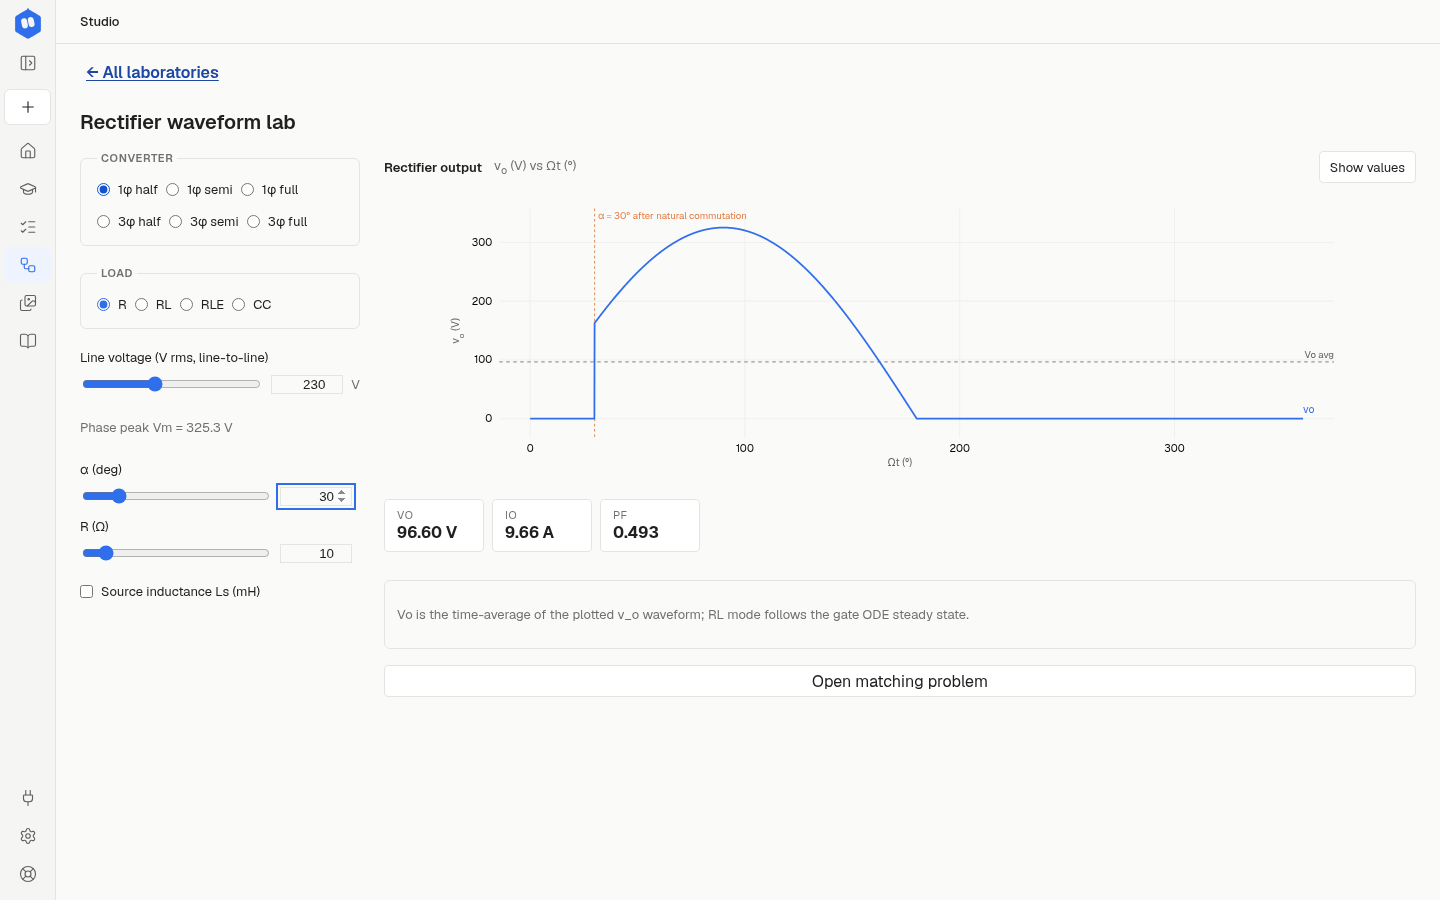 Studio
← All laboratories
Rectifier waveform lab
CONVERTER
1φ half 1φ semi 1φ full
3φ half 3φ semi 3φ full
LOAD
R RL RLE CC
Line voltage (V rms, line-to-line)
230 V
Phase peak Vm = 325.3 V
α (deg)
30
R (Ω)
10
Source inductance Ls (mH)
Rectifier output vo (V) vs Ωt (°)
Show values
α = 30° after natural commutation
300
200
100
0
vo (V)
Vo avg
vo
0 100 200 300
Ωt (°)
VO
96.60 V
IO
9.66 A
PF
0.493
Vo is the time-average of the plotted v_o waveform; RL mode follows the gate ODE steady state.
Open matching problem